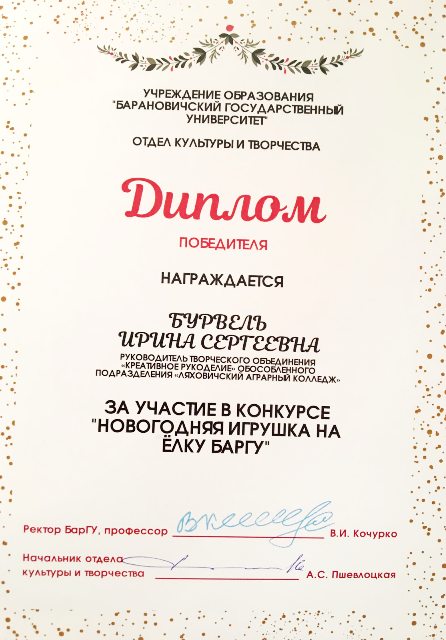 УЧРЕЖДЕНИЕ ОБРАЗОВАНИЯ
"БАРАНОВИЧСКИЙ ГОСУДАРСТВЕННЫЙ
УНИВЕРСИТЕТ"
ОТДЕЛ КУЛЬТУРЫ И ТВОРЧЕСТВА
Диплом
ПОБЕДИТЕЛЯ
НАГРАЖДАЕТСЯ
БУРВЕЛЬ
ИРИНА СЕРГЕЕВНА
РУКОВОДИТЕЛЬ ТВОРЧЕСКОГО ОБЪЕДИНЕНИЯ
«КРЕАТИВНОЕ РУКОДЕЛИЕ» ОБОСОБЛЕННОГО
ПОДРАЗДЕЛЕНИЯ «ЛЯХОВИЧСКИЙ АГРАРНЫЙ КОЛЛЕДЖ»
ЗА УЧАСТИЕ В КОНКУРСЕ
"НОВОГОДНЯЯ ИГРУШКА НА
ЁЛКУ БАРГУ"
Ректор БарГУ, профессор В.И. Кочурко
Начальник отдела
культуры и творчества А.С. Пшевлоцкая